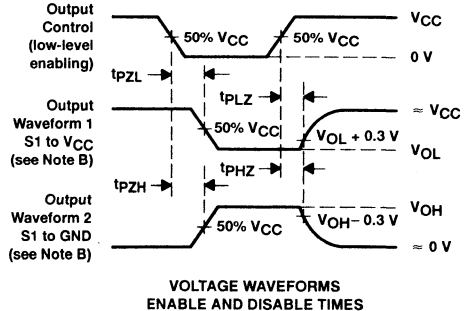 Output
Control
(low-level
enabling)
50% VCC
50% VCC
VCC
0 V
tPZL
tPLZ
Output
Waveform 1
S1 to VCC
(see Note B)
50% VCC
≈ VCC
VOL + 0.3 V
VOL
tPZH
tPHZ
Output
Waveform 2
S1 to GND
(see Note B)
50% VCC
VOH
VOH− 0.3 V
≈ 0 V
VOLTAGE WAVEFORMS
ENABLE AND DISABLE TIMES